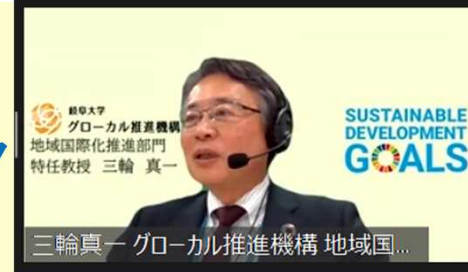 岐阜大学
グローカル推進機構
地域国際化推進部門
特任教授 三輪 真一
SUSTAINABLE
DEVELOPMENT
GOALS
三輪真一 グローカル推進機構 地域国...